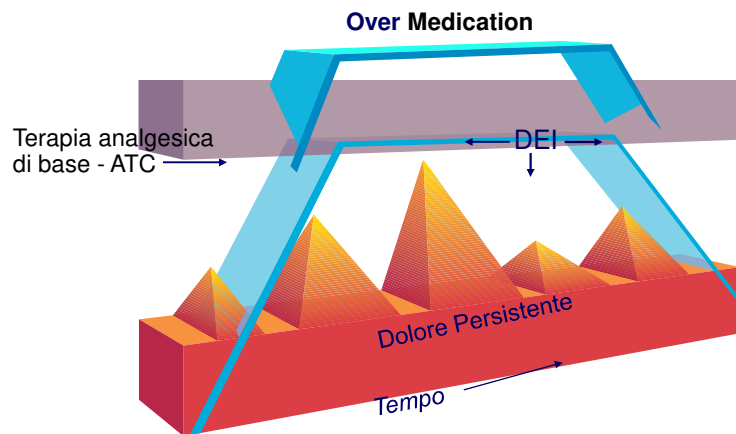 Over Medication
Terapia analgesica
di base - ATC
DEI
Dolore Persistente
Tempo